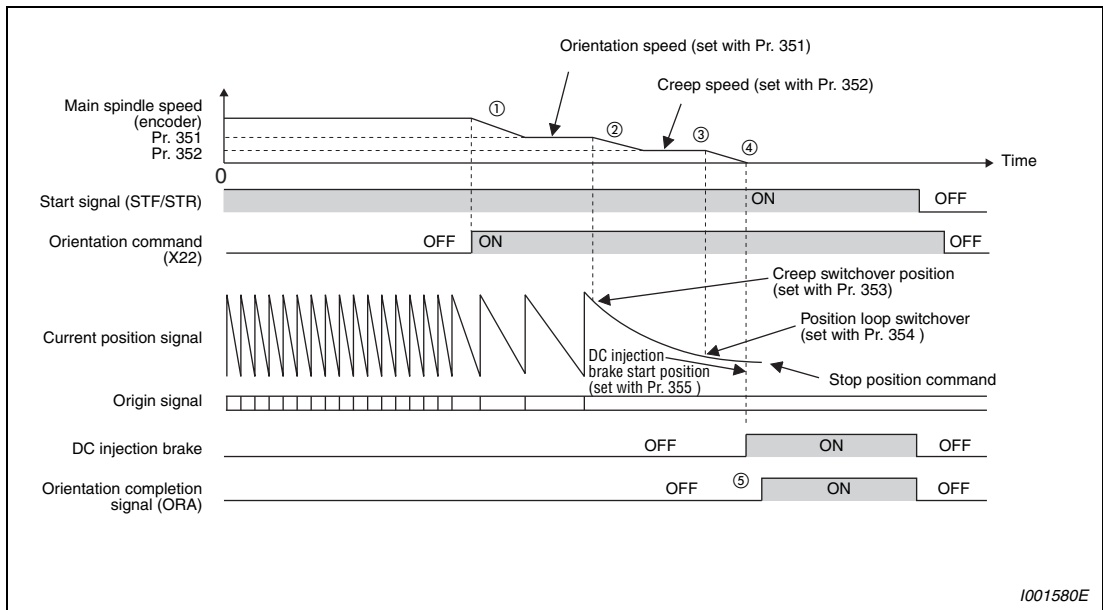 Orientation speed (set with Pr. 351)
Creep speed (set with Pr. 352)
Main spindle speed
(encoder)
Pr. 351
Pr. 352
①
②
③
④
0
Time
Start signal (STF/STR)
ON
OFF
Orientation command
(X22)
OFF
ON
OFF
Creep switchover position
(set with Pr. 353)
Current position signal
Position loop switchover
(set with Pr. 354 )
DC injection
brake start position
(set with Pr. 355 )
Stop position command
Origin signal
DC injection brake
OFF
ON
OFF
Orientation completion
signal (ORA)
OFF
⑤
ON
OFF
I001580E